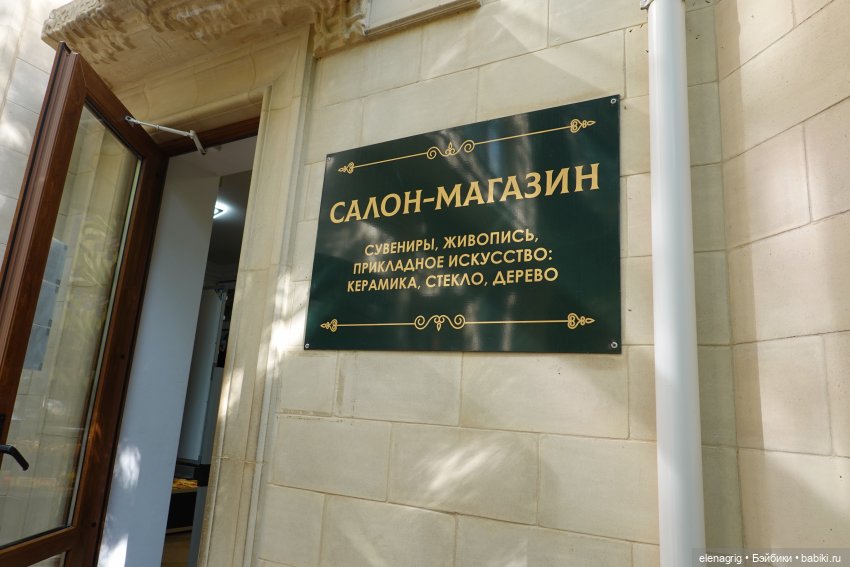 САЛОН-МАГАЗИН
СУВЕНИРЫ, ЖИВОПИСЬ,
ПРИКЛАДНОЕ ИСКУССТВО:
КЕРАМИКА, СТЕКЛО, ДЕРЕВО
elenagrig • Бэйбики • babiki.ru